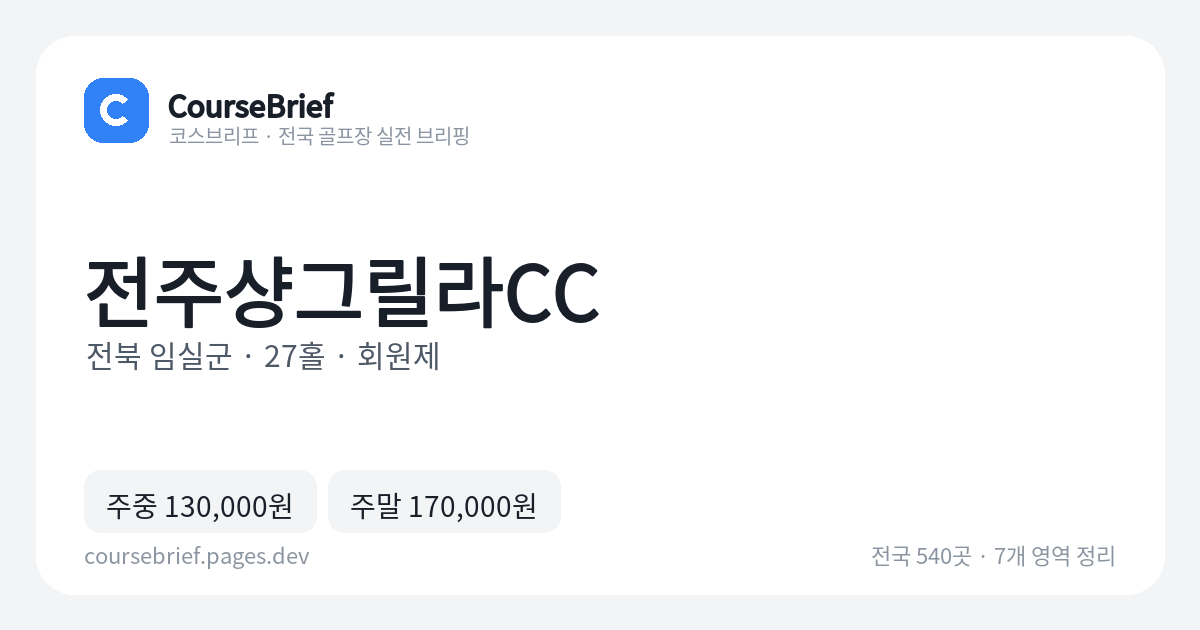 C
CourseBrief
코스브리프 · 전국 골프장 실전 브리핑
전주샹그릴라CC
전북 임실군 · 27홀 · 회원제
주중 130,000원 주말 170,000원
coursebrief.pages.dev 전국 540곳 · 7개 영역 정리